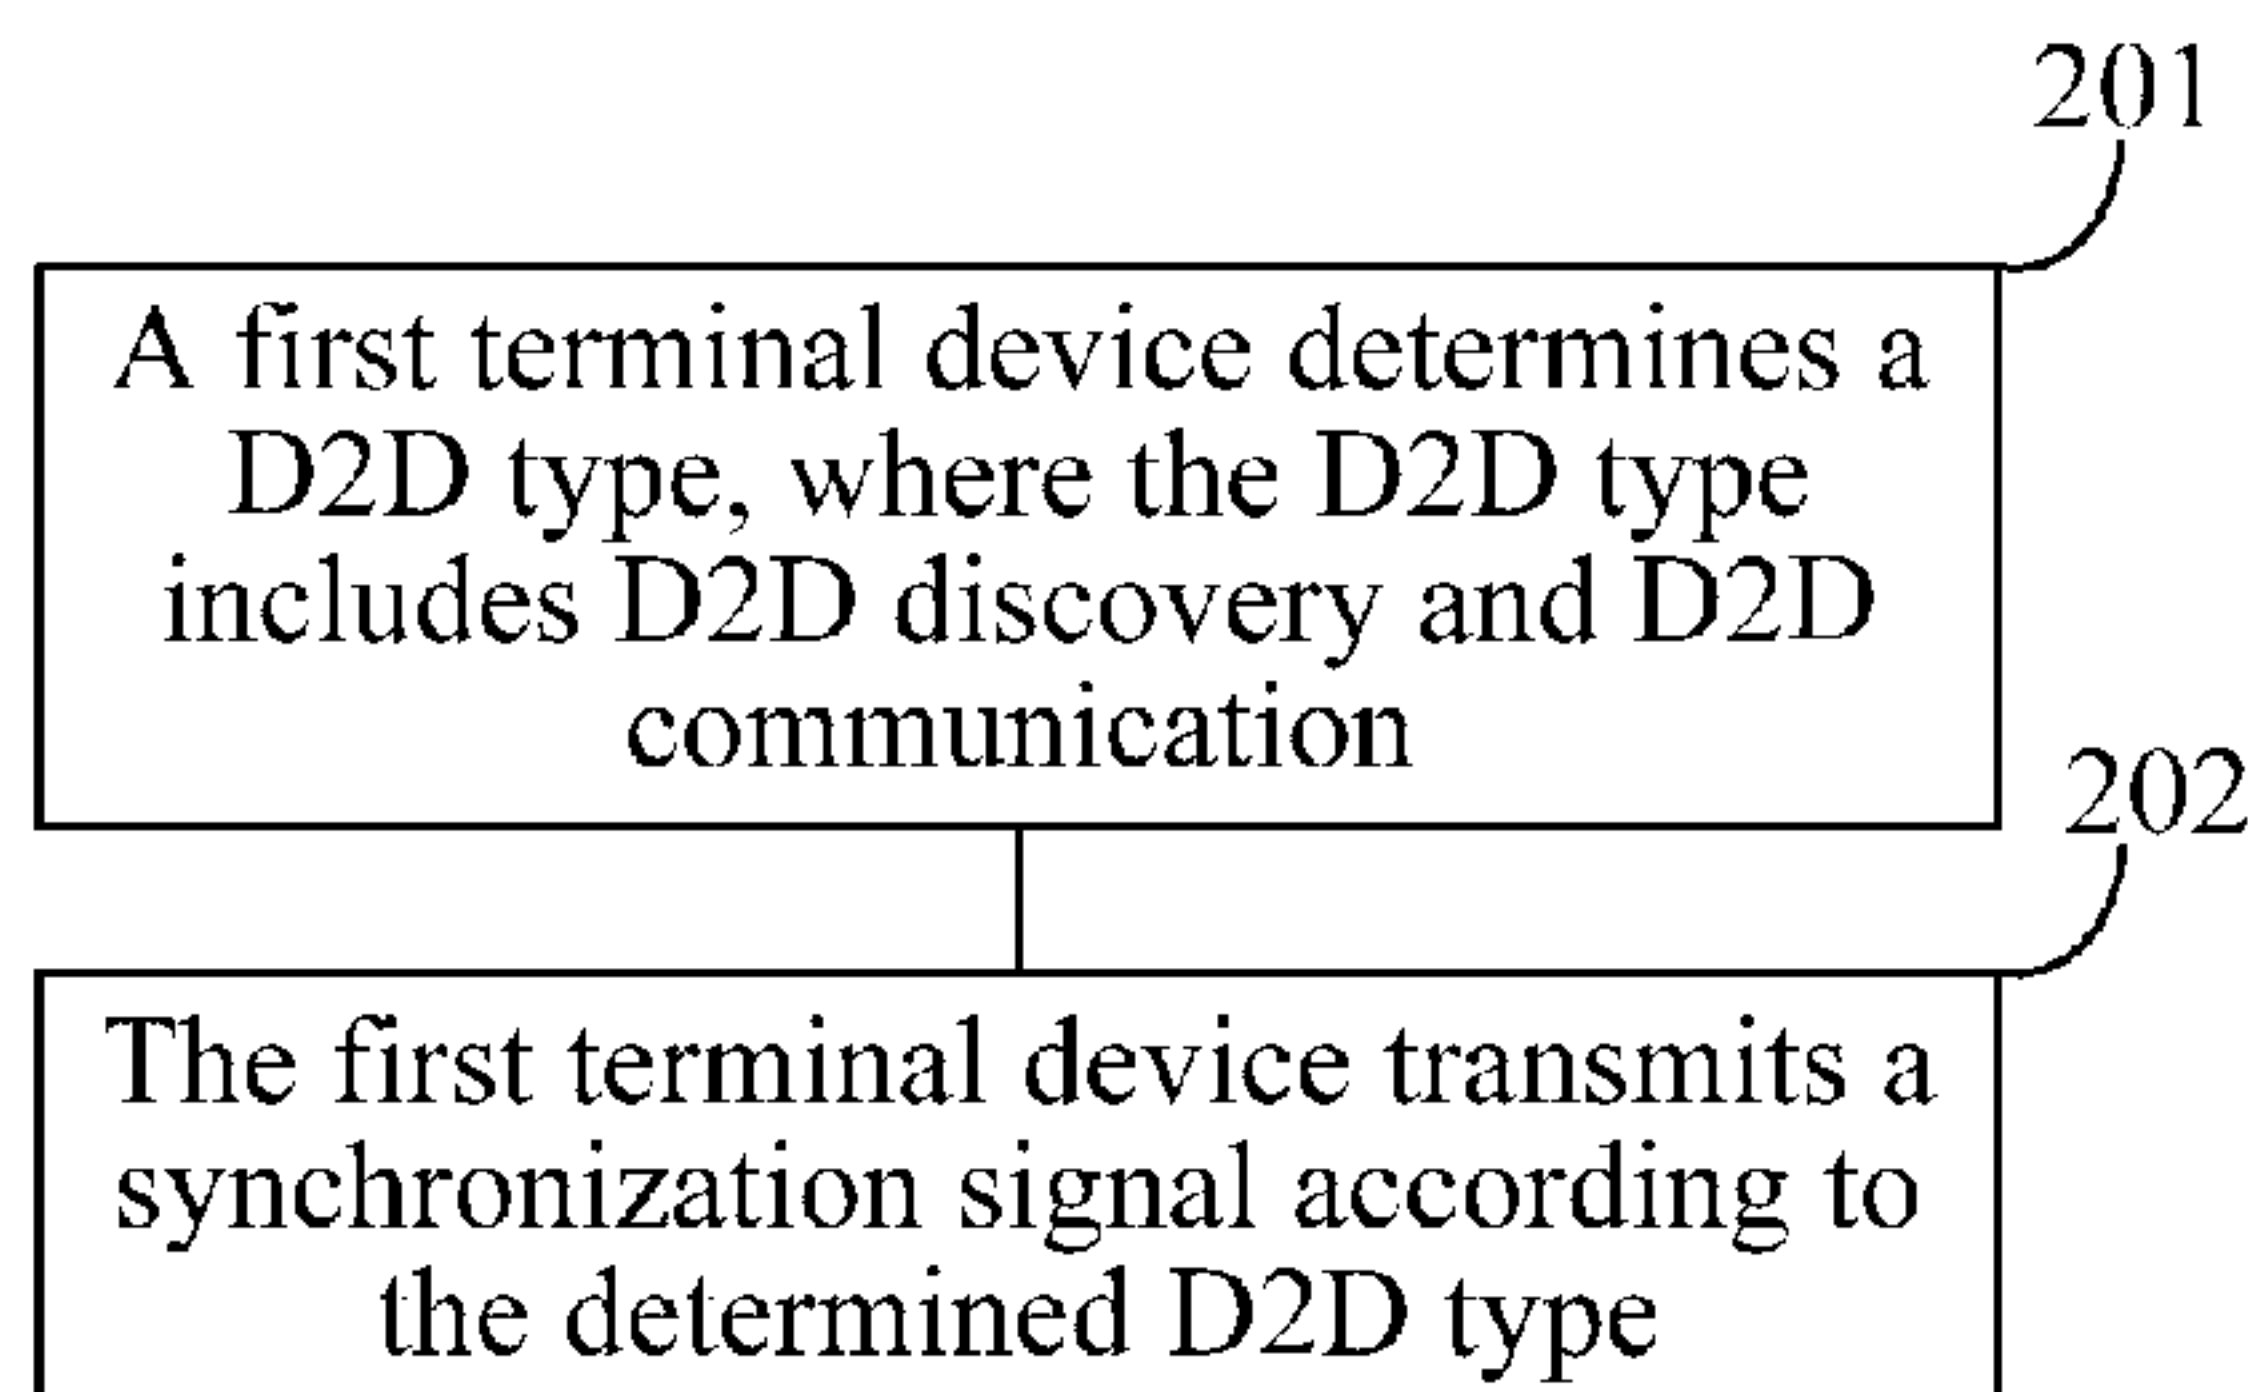 201
A first terminal device determines a
D2D type, where the D2D type
includes D2D discovery and D2D
communication
202
The first terminal device transmits a
synchronization signal according to
the determined D2D type